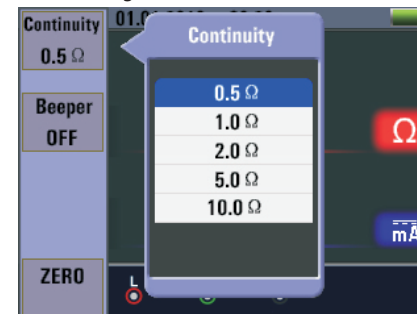 Continuity
0.5 Ω
Beeper
OFF
ZERO
Continuity
0.5 Ω
1.0 Ω
2.0 Ω
5.0 Ω
10.0 Ω
Ω
mA
L